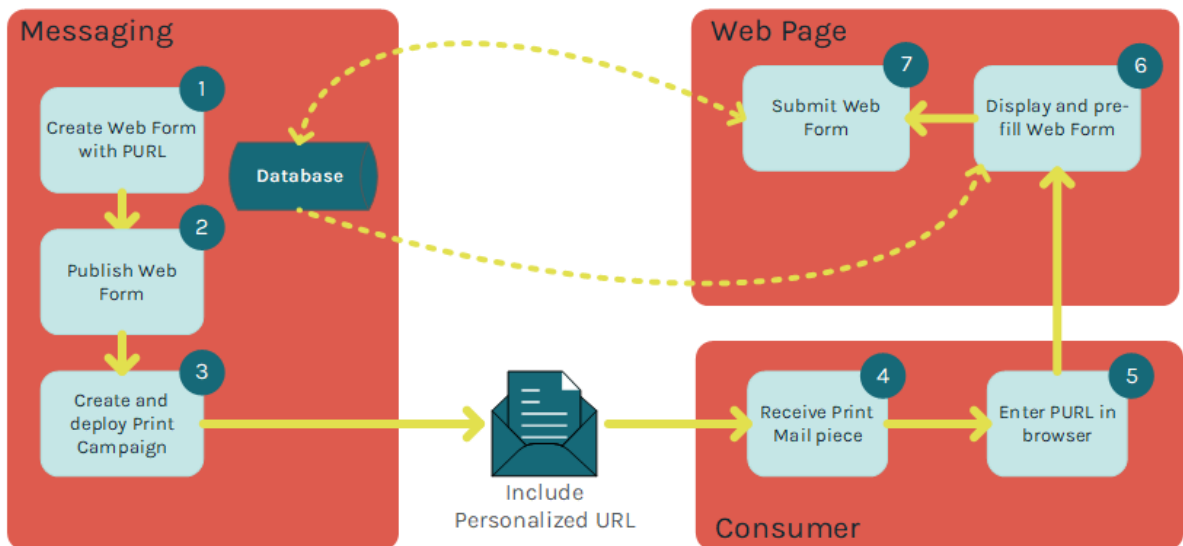 Messaging
1
Create Web Form
with PURL
Database
2
Publish Web
Form
3
Create and
deploy Print
Campaign
Include
Personalized URL
Web Page
7
Submit Web
Form
6
Display and pre-
fill Web Form
4
Receive Print
Mail piece
5
Enter PURL in
browser
Consumer